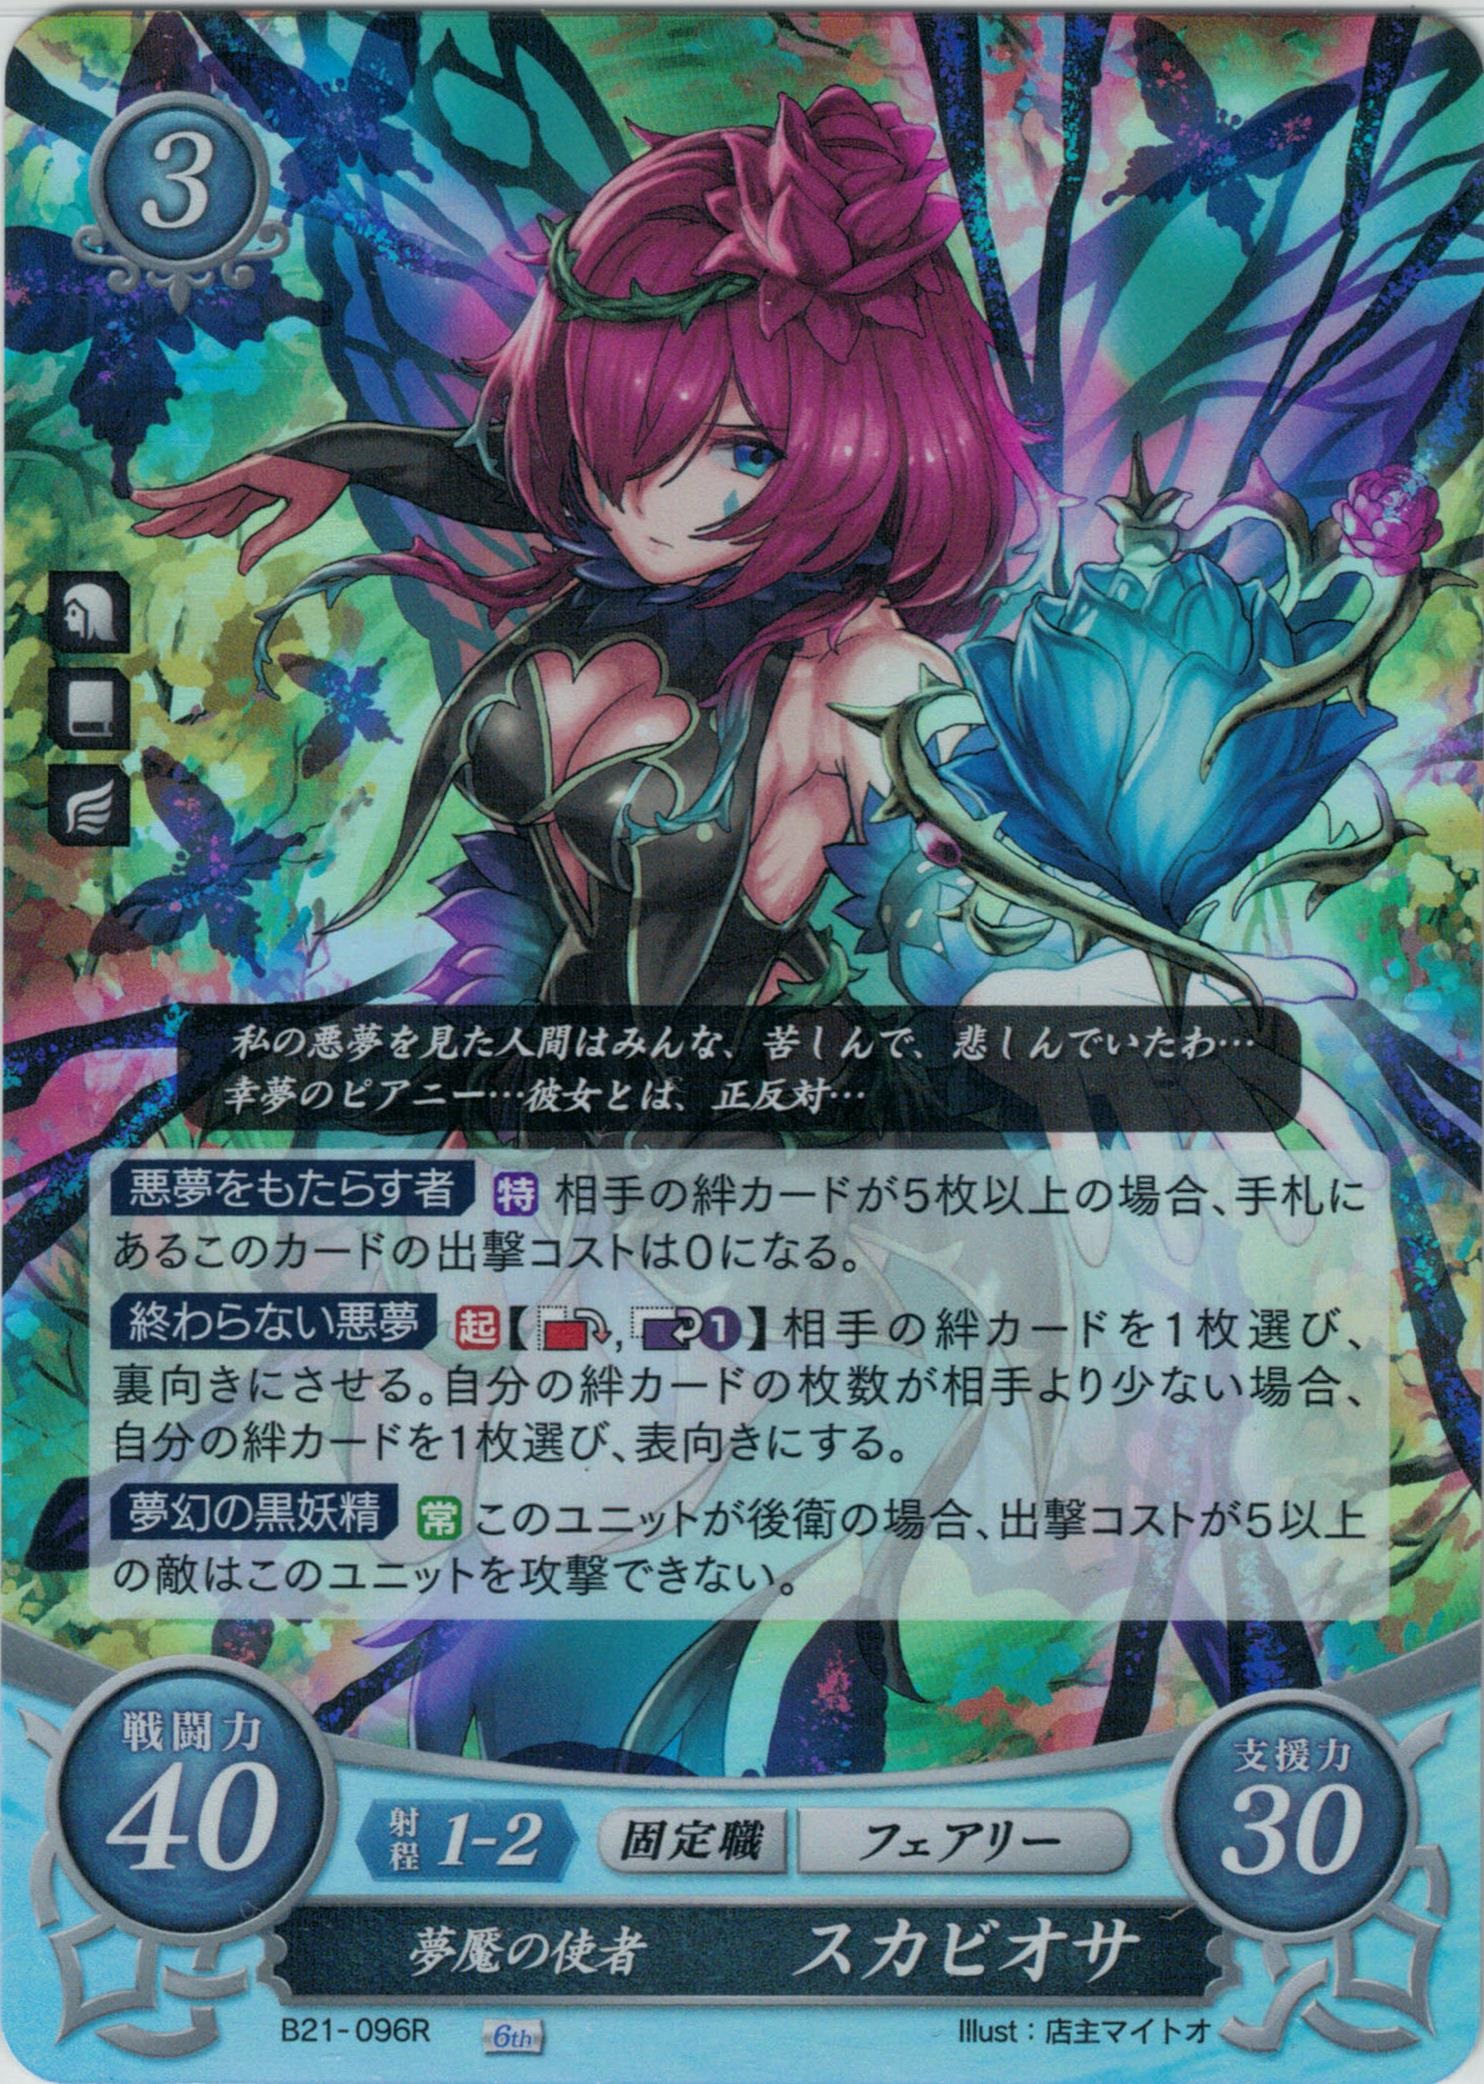 3
私の悪夢を見た人間はみんな、苦しんで、悲しんでいたわ…
幸夢のピアニー…彼女とは、正反対…
悪夢をもたらす者 特 相手の絆カードが5枚以上の場合、手札に
あるこのカードの出撃コストは0になる。
終わらない悪夢 起【 , 1】相手の絆カードを1枚選び、
裏向きにさせる。自分の絆カードの枚数が相手より少ない場合、
自分の絆カードを1枚選び、表向きにする。
夢幻の黒妖精 常 このユニットが後衛の場合、出撃コストが5以上
の敵はこのユニットを攻撃できない。
戦闘力
40
射程 1-2
固定職
フェアリー
支援力
30
夢魘の使者 スカビオサ
B21-096R
6th
Illust：店主マイトオ